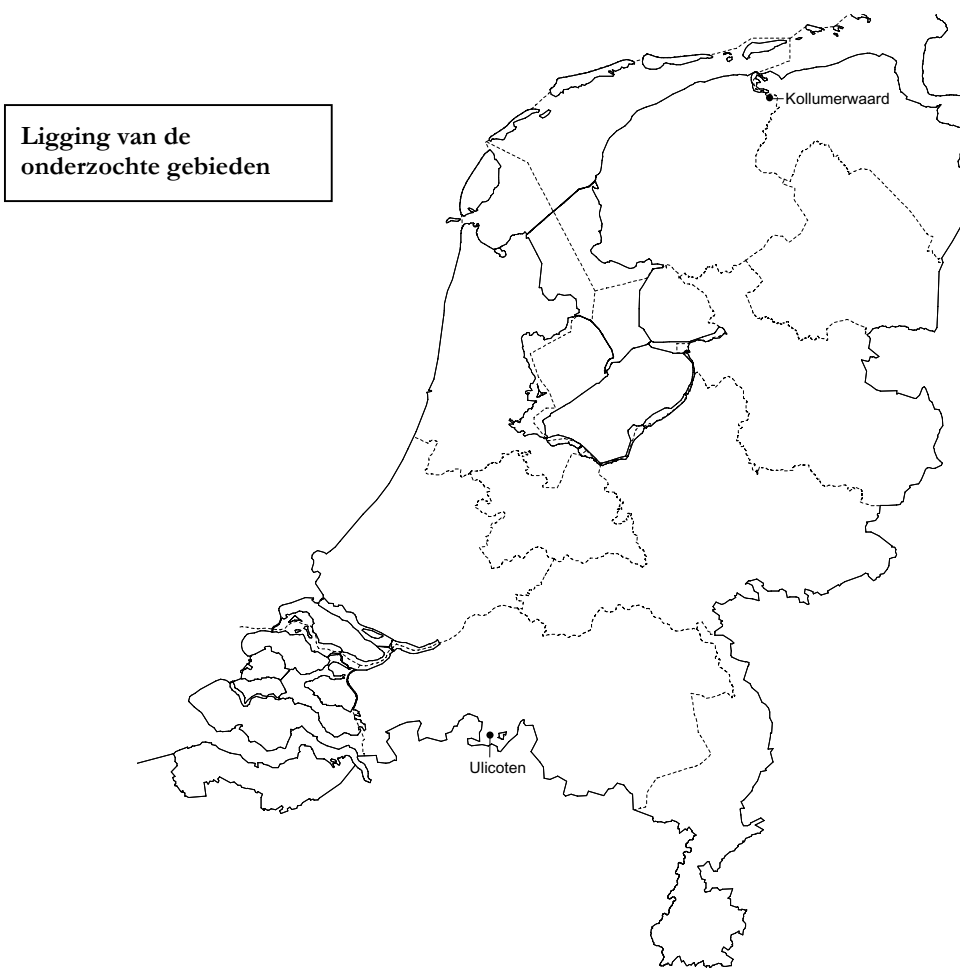 Ligging van de
onderzochte gebieden
Kollumerwaard
Ulicoten